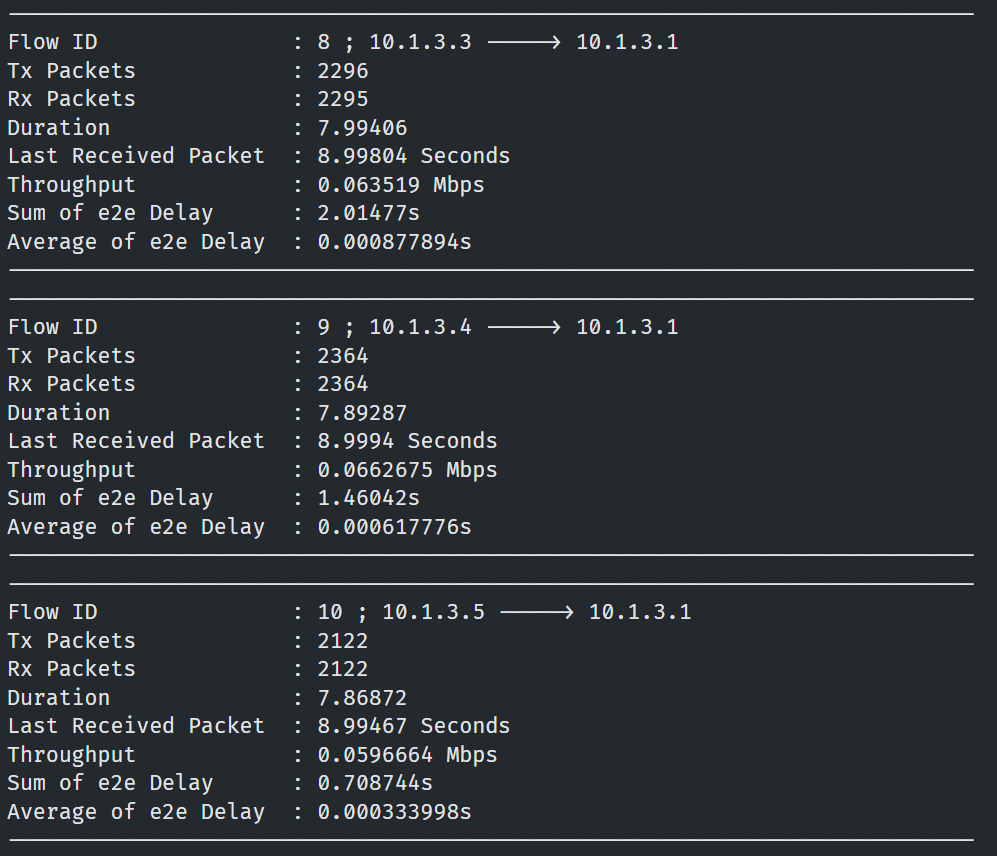 Flow ID : 8 ; 10.1.3.3 ——> 10.1.3.1
Tx Packets : 2296
Rx Packets : 2295
Duration : 7.99406
Last Received Packet : 8.99804 Seconds
Throughput : 0.063519 Mbps
Sum of e2e Delay : 2.01477s
Average of e2e Delay : 0.000877894s
Flow ID : 9 ; 10.1.3.4 ——> 10.1.3.1
Tx Packets : 2364
Rx Packets : 2364
Duration : 7.89287
Last Received Packet : 8.9994 Seconds
Throughput : 0.0662675 Mbps
Sum of e2e Delay : 1.46042s
Average of e2e Delay : 0.000617776s
Flow ID : 10 ; 10.1.3.5 ——> 10.1.3.1
Tx Packets : 2122
Rx Packets : 2122
Duration : 7.86872
Last Received Packet : 8.99467 Seconds
Throughput : 0.0596664 Mbps
Sum of e2e Delay : 0.708744s
Average of e2e Delay : 0.000333998s